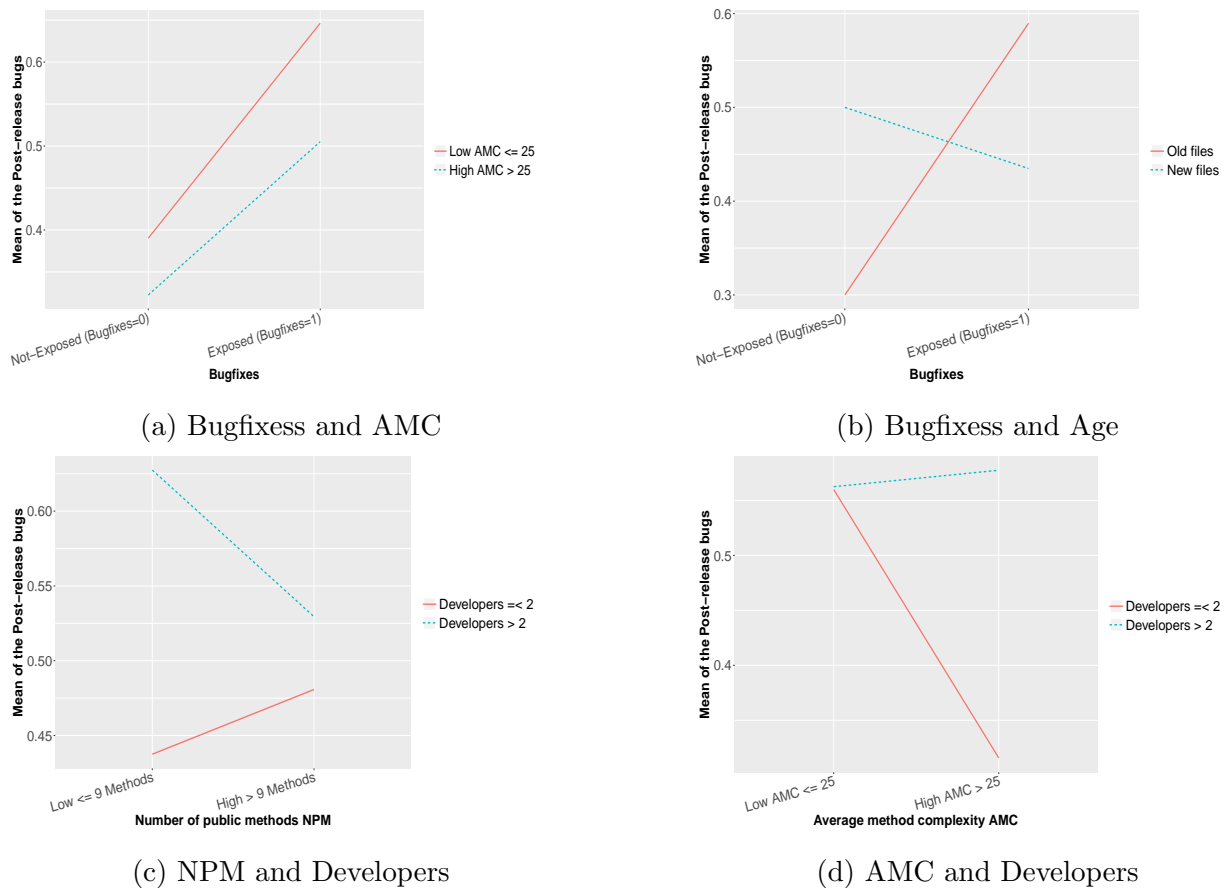 Mean of the Post−release bugs
0.6
0.5
0.4
Not−Exposed (Bugfixes=0)
Exposed (Bugfixes=1)
Bugfixes
Low AMC <= 25
High AMC > 25
(a) Bugfixess and AMC
Mean of the Post−release bugs
0.6
0.5
0.4
0.3
Not−Exposed (Bugfixes=0)
Exposed (Bugfixes=1)
Bugfixes
Old files
New files
(b) Bugfixess and Age
Mean of the Post−release bugs
0.60
0.55
0.50
0.45
Low <= 9 Methods
High > 9 Methods
Number of public methods NPM
Developers =< 2
Developers > 2
(c) NPM and Developers
Mean of the Post−release bugs
0.5
0.4
Low AMC <= 25
High AMC > 25
Average method complexity AMC
Developers =< 2
Developers > 2
(d) AMC and Developers